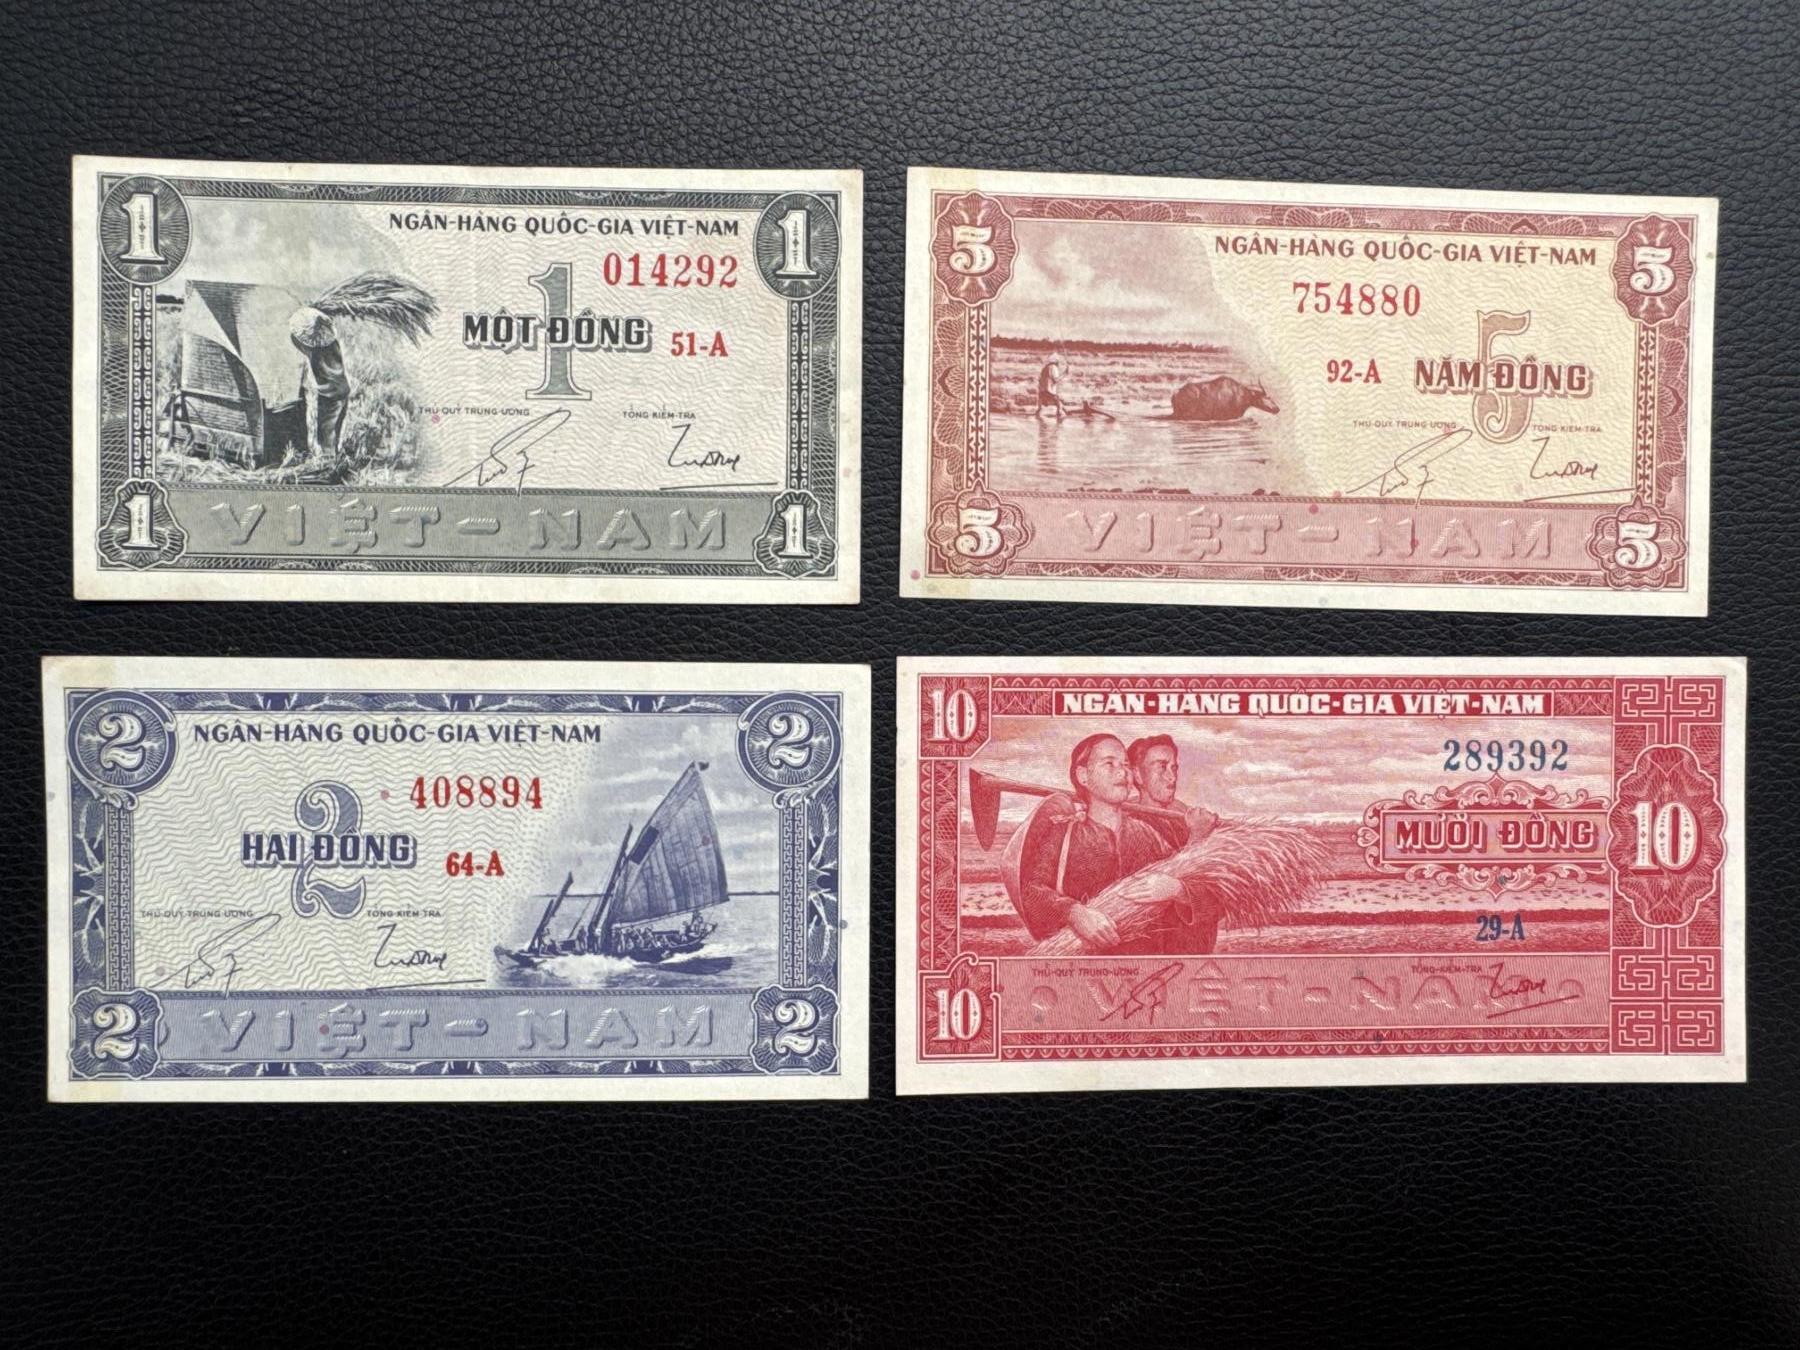 1
1
NGÂN-HÀNG QUỐC-GIA VIỆT-NAM
014292
1
MỘT ĐỒNG
51-A
THỦ-QUỸ TRUNG-ƯƠNG
TỔNG KIỂM-TRA
VIỆT-NAM
1
1
5
5
NGÂN-HÀNG QUỐC-GIA VIỆT-NAM
754880
5
92-A
NĂM ĐỒNG
THỦ-QUỸ TRUNG-ƯƠNG
TỔNG KIỂM-TRA
VIỆT-NAM
5
5
2
2
NGÂN-HÀNG QUỐC-GIA VIỆT-NAM
408894
2
HAI ĐỒNG
64-A
THỦ-QUỸ TRUNG-ƯƠNG
TỔNG KIỂM-TRA
VIỆT-NAM
2
2
10
NGÂN-HÀNG QUỐC-GIA VIỆT-NAM
289392
MƯỜI ĐỒNG
10
29-A
THỦ-QUỸ TRUNG-ƯƠNG
TỔNG-KIỂM-TRA
VIỆT-NAM
10